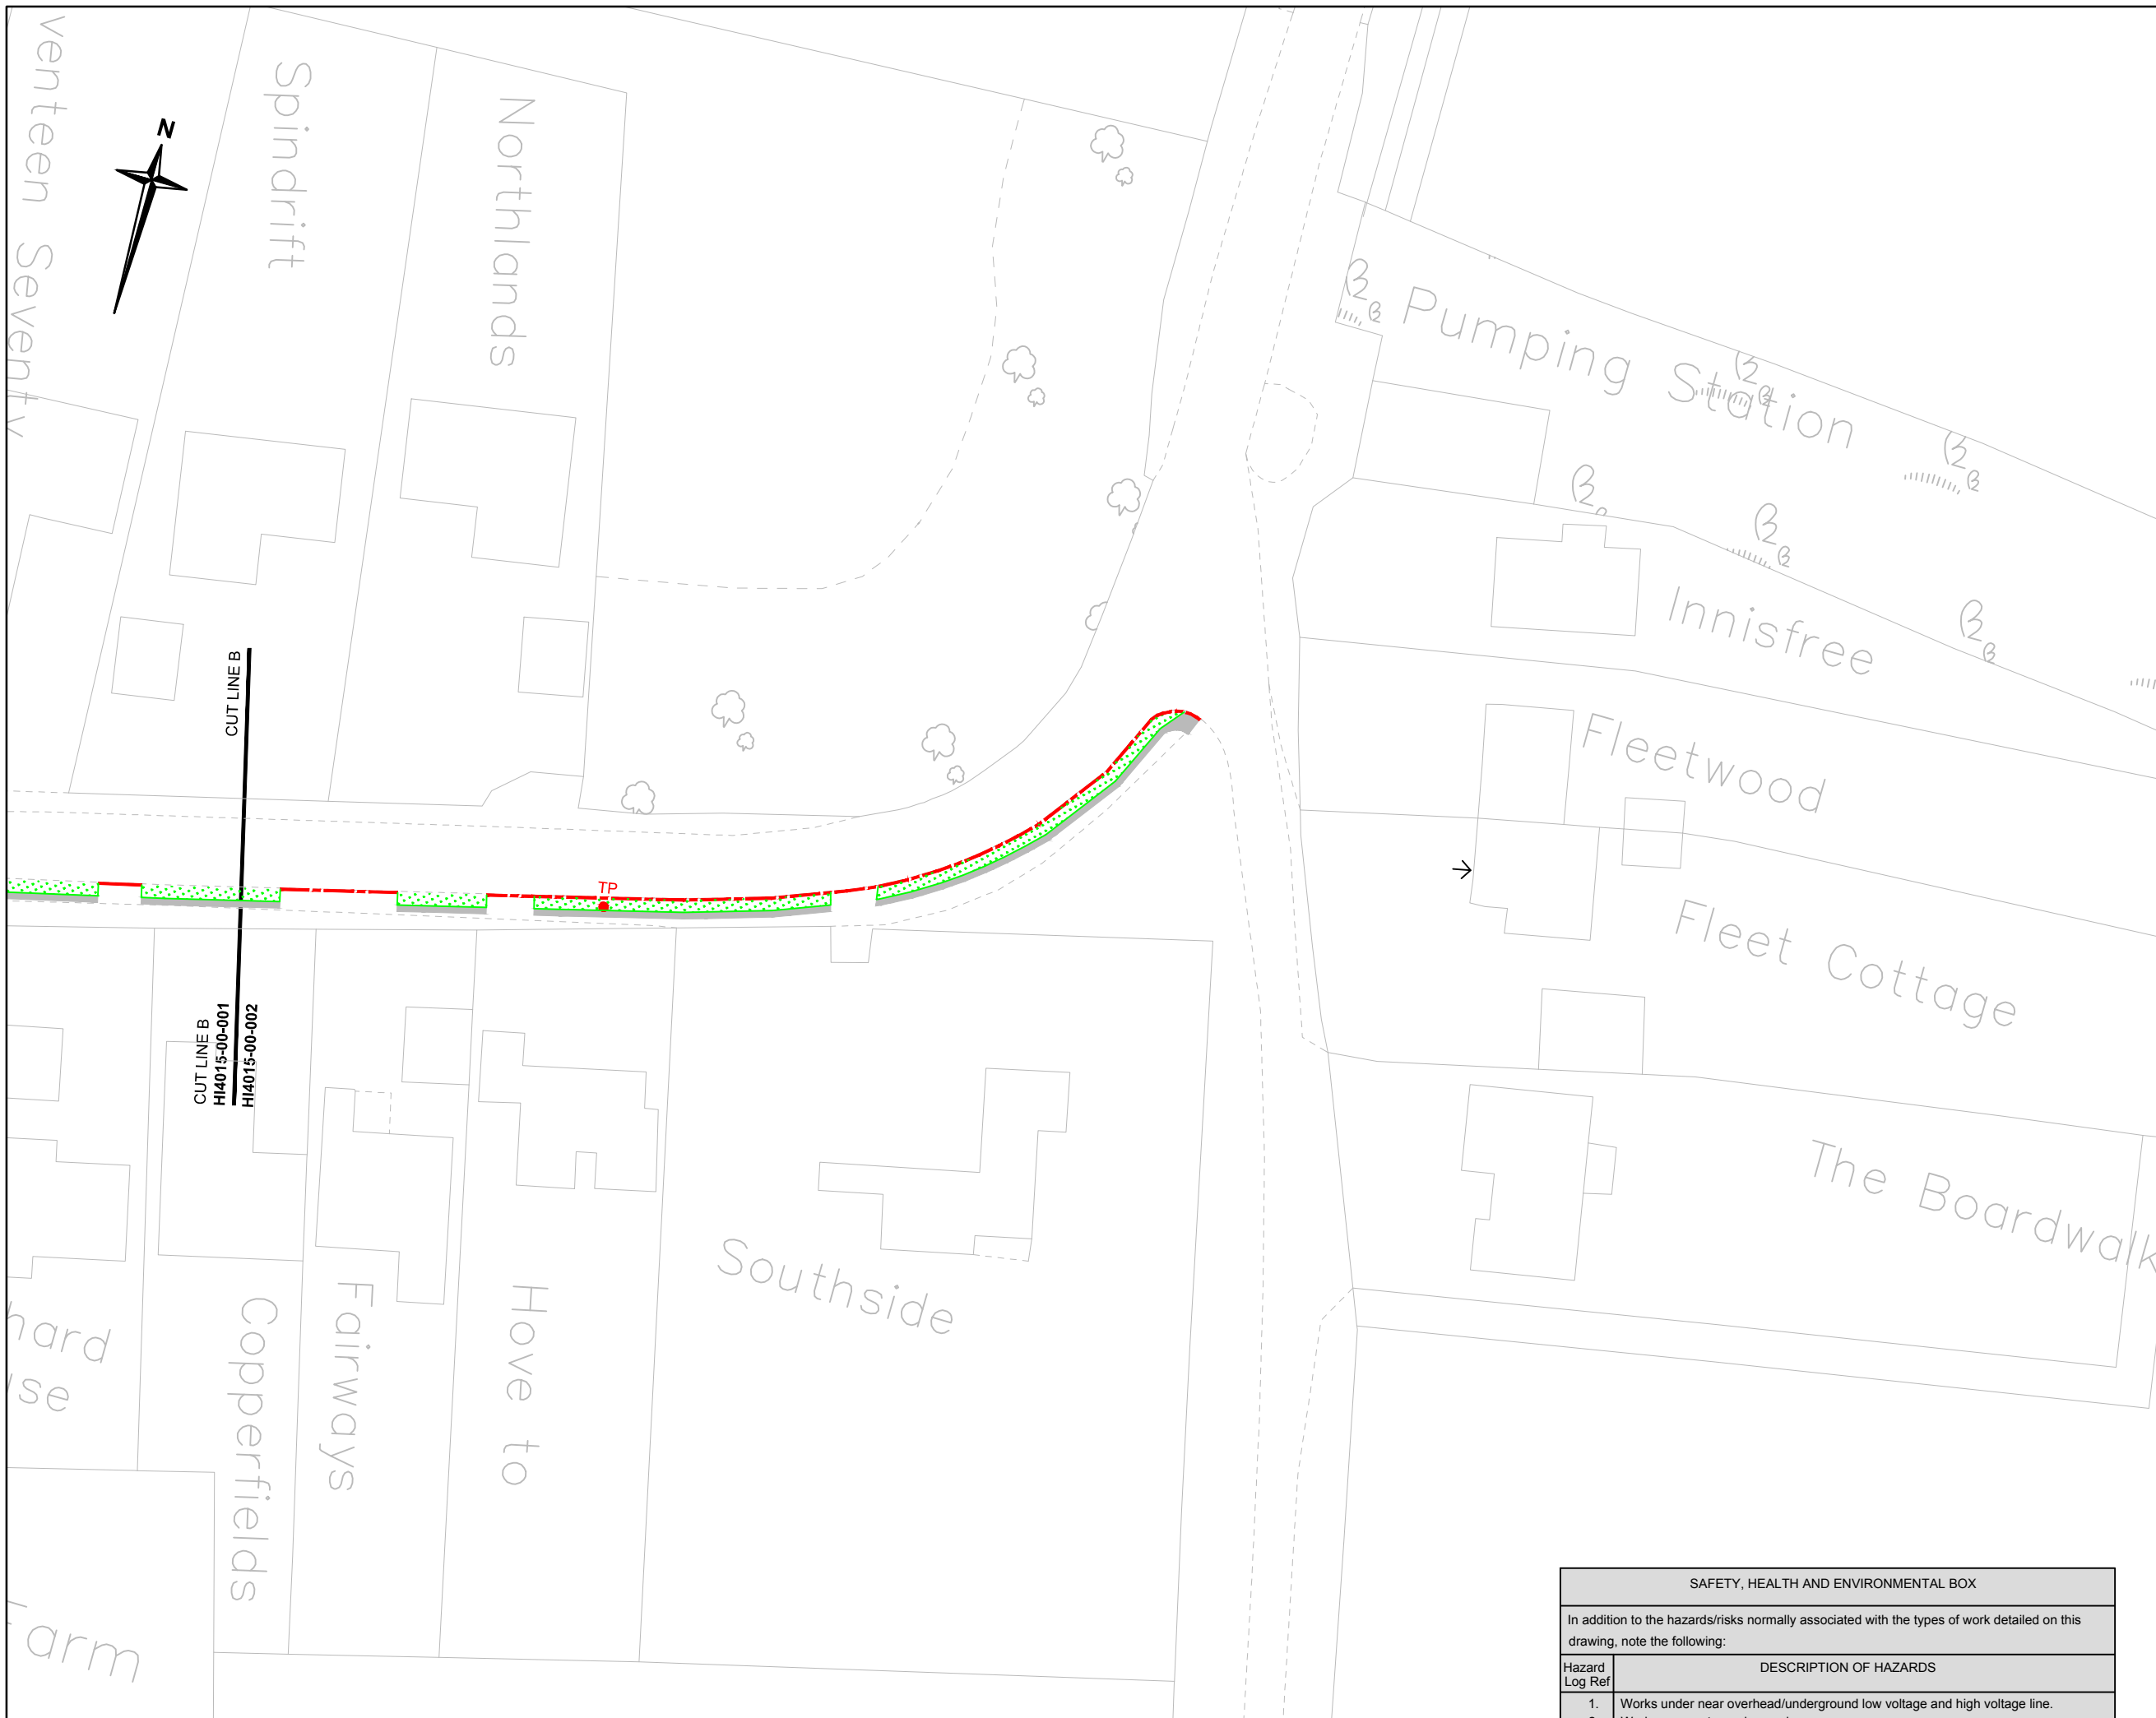 venteen Seventy
Spindrift
Northlands
N
Pumping Station
Innisfree
Fleetwood
Fleet Cottage
The Boardwalk
CUT LINE B
TP
CUT LINE B
HI4015-00-001
HI4015-00-002
Southside
Hove to
Fairways
Copperfields
hard
se
arm
SAFETY, HEALTH AND ENVIRONMENTAL BOX
In addition to the hazards/risks normally associated with the types of work detailed on this
drawing, note the following:
Hazard
Log Ref
DESCRIPTION OF HAZARDS
1. Works under near overhead/underground low voltage and high voltage line.